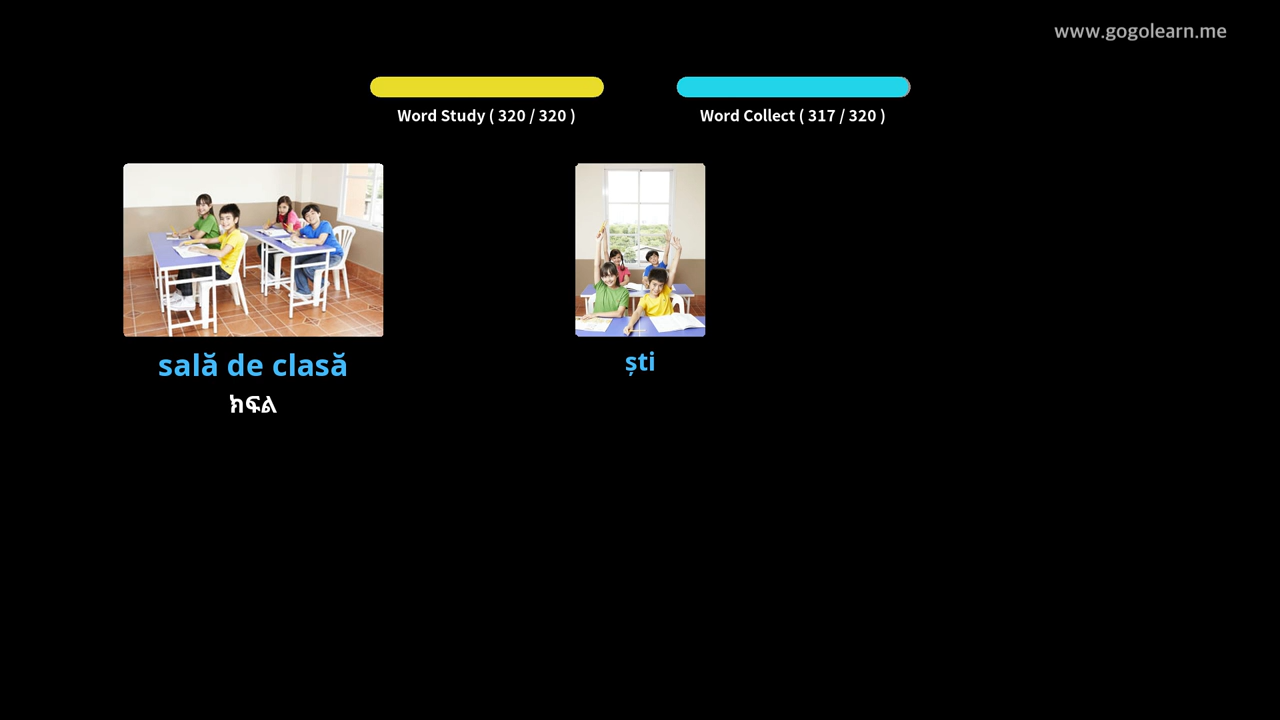 www.gogolearn.me
Word Study ( 320 / 320 )
Word Collect ( 317 / 320 )
sală de clasă
ክፍል
ști